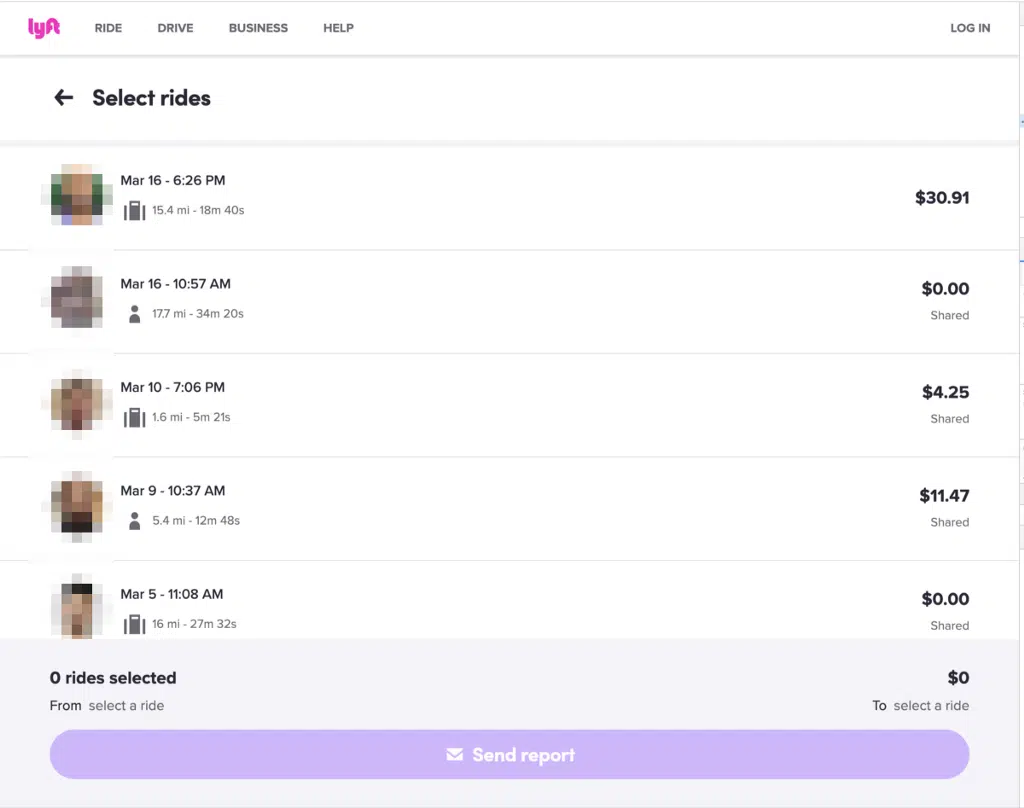 lyft RIDE DRIVE BUSINESS HELP LOG IN
Select rides
Mar 16 - 6:26 PM
15.4 mi - 18m 40s
$30.91
Mar 16 - 10:57 AM
17.7 mi - 34m 20s
$0.00
Shared
Mar 10 - 7:06 PM
1.6 mi - 5m 21s
$4.25
Shared
Mar 9 - 10:37 AM
5.4 mi - 12m 48s
$11.47
Shared
Mar 5 - 11:08 AM
16 mi - 27m 32s
$0.00
Shared
0 rides selected
$0
From select a ride
To select a ride
Send report